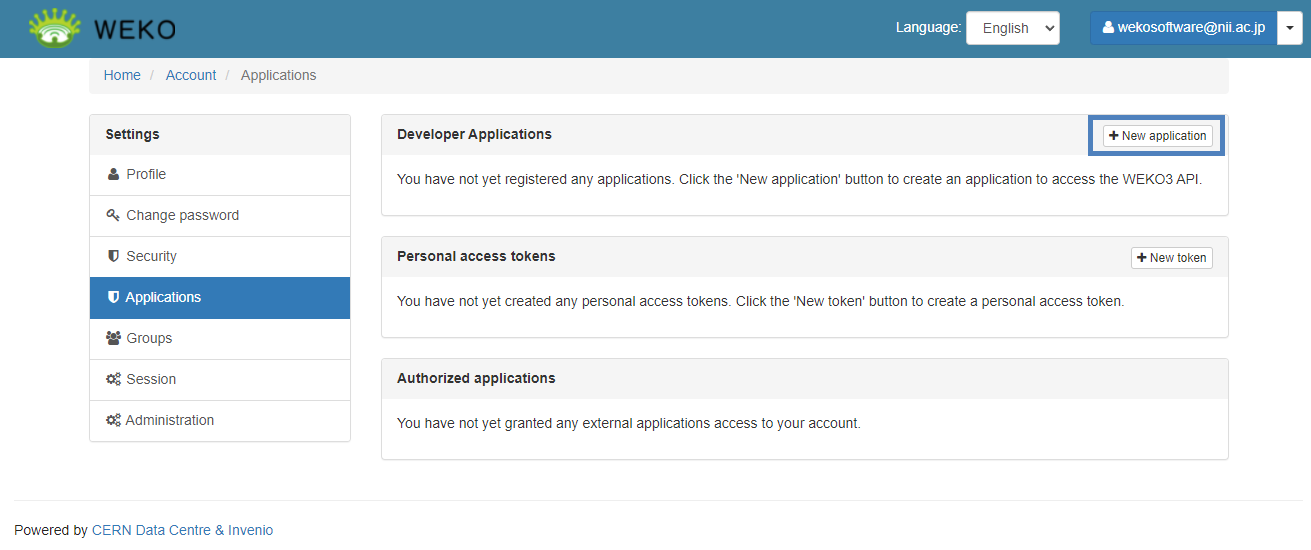 WEKO
Language: English wekosoftware@nii.ac.jp
Home / Account / Applications
Settings
Profile
Change password
Security
Applications
Groups
Session
Administration
Developer Applications
New application
You have not yet registered any applications. Click the 'New application' button to create an application to access the WEKO3 API.
Personal access tokens
New token
You have not yet created any personal access tokens. Click the 'New token' button to create a personal access token.
Authorized applications
You have not yet granted any external applications access to your account.
Powered by CERN Data Centre & Invenio